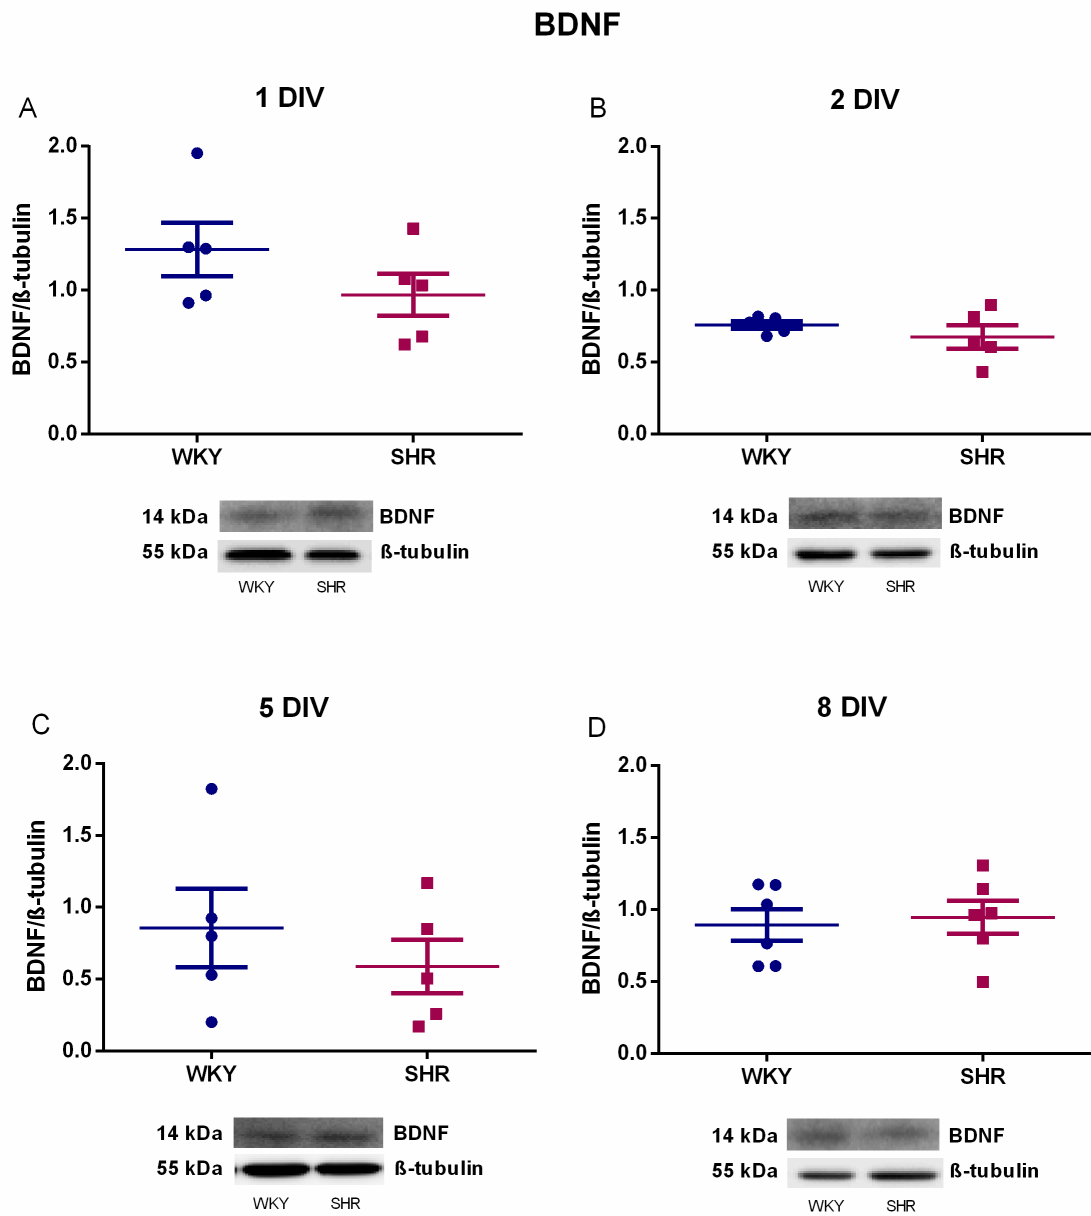 BDNF
A
1 DIV
2.0
1.5
1.0
0.5
0.0
BDNF/ß-tubulin
WKY
SHR
14 kDa
BDNF
55 kDa
ß-tubulin
WKY
SHR
B
2 DIV
2.0
1.5
1.0
0.5
0.0
BDNF/ß-tubulin
WKY
SHR
14 kDa
BDNF
55 kDa
ß-tubulin
WKY
SHR
C
5 DIV
2.0
1.5
1.0
0.5
0.0
BDNF/ß-tubulin
WKY
SHR
14 kDa
BDNF
55 kDa
ß-tubulin
WKY
SHR
D
8 DIV
2.0
1.5
1.0
0.5
0.0
BDNF/ß-tubulin
WKY
SHR
14 kDa
BDNF
55 kDa
ß-tubulin
WKY
SHR